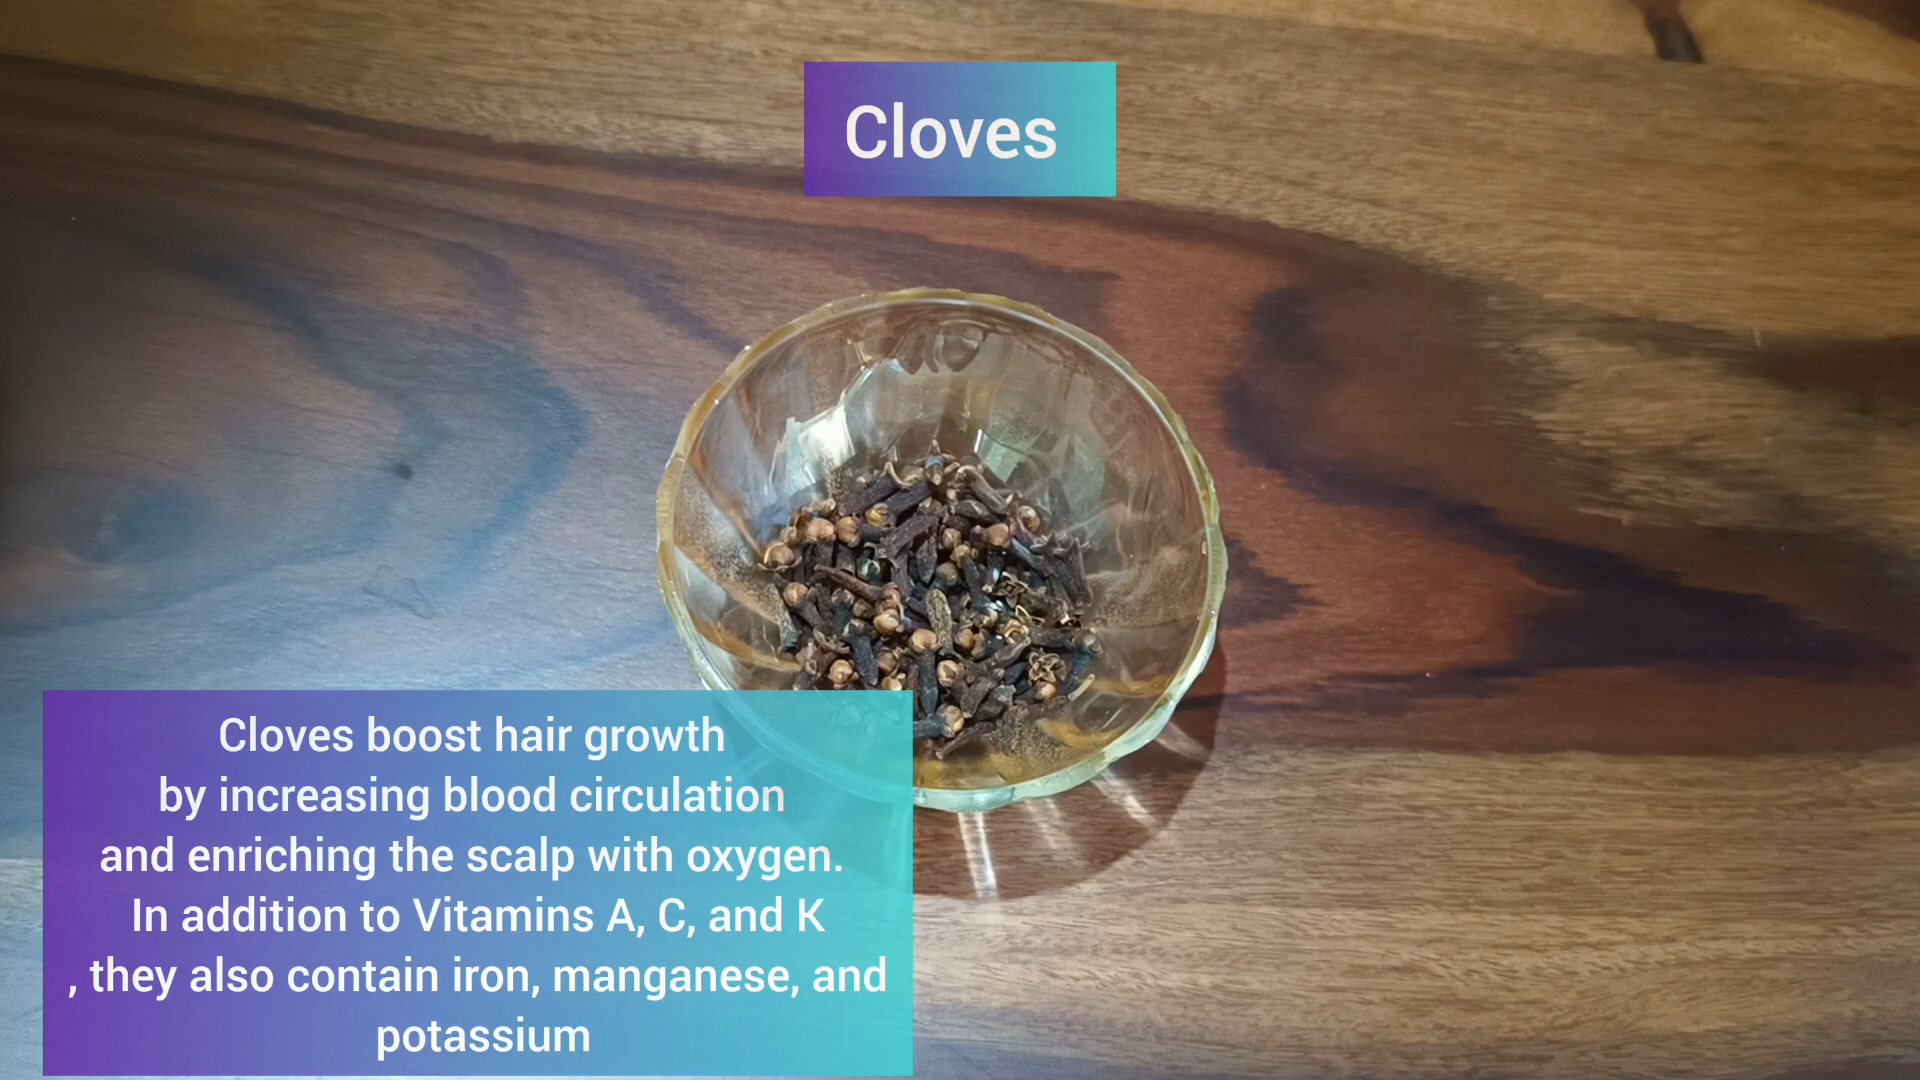 Cloves
Cloves boost hair growth
by increasing blood circulation
and enriching the scalp with oxygen.
In addition to Vitamins A, C, and K
, they also contain iron, manganese, and
potassium